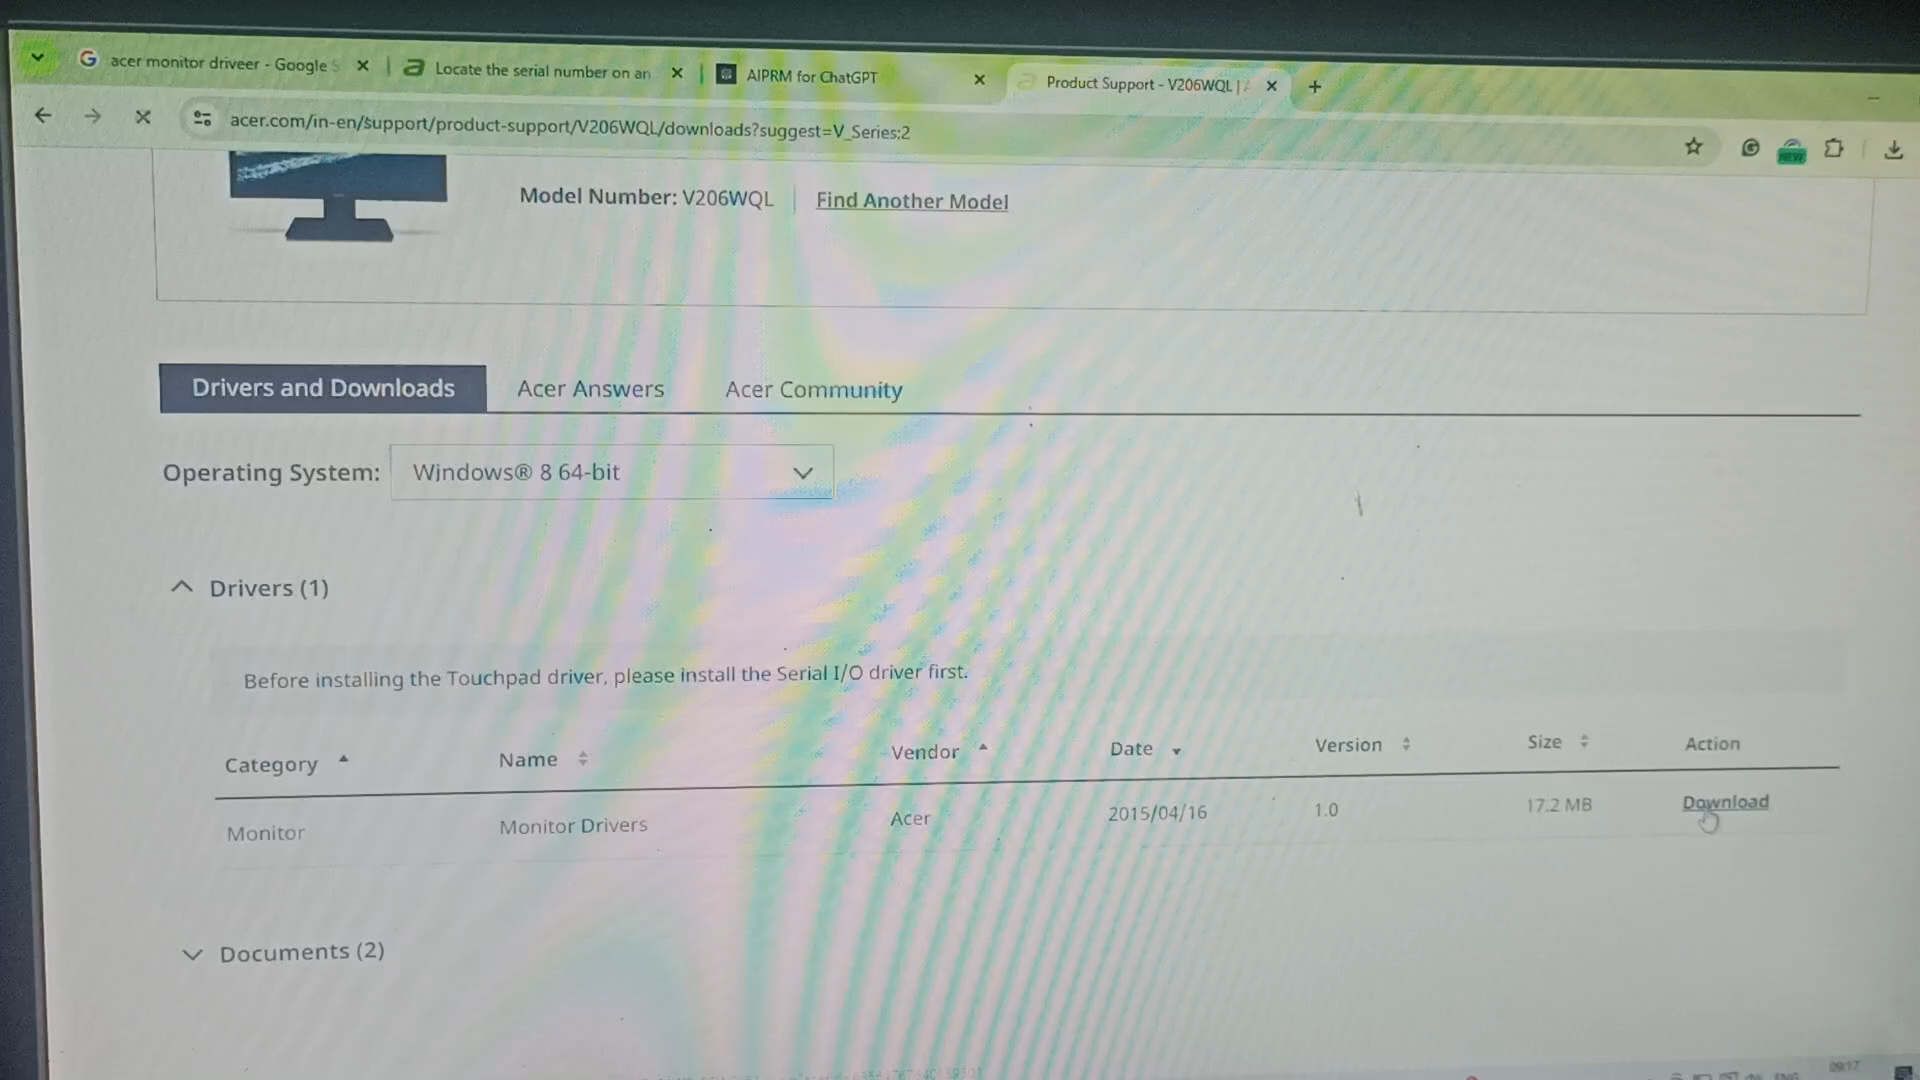 acer monitor driveer - Google S
Locate the serial number on an
AIPRM for ChatGPT
Product Support - V206WQL | A
acer.com/in-en/support/product-support/V206WQL/downloads?suggest=V_Series;2
NEW
Model Number: V206WQL
Find Another Model
Drivers and Downloads
Acer Answers
Acer Community
Operating System:
Windows® 8 64-bit
Drivers (1)
Before installing the Touchpad driver, please install the Serial I/O driver first.
Category Name Vendor Date Version Size Action
Monitor Monitor Drivers Acer 2015/04/16 1.0 17.2 MB Download
Documents (2)
ENG
09:17